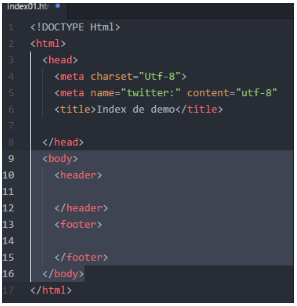 index01.ht
1 <!DOCTYPE Html>
2 <html>
3 <head>
4 <meta charset="Utf-8">
5 <meta name="twitter:" content="utf-8"
6 <title>Index de demo</title>
7
8 </head>
9 <body>
10 <header>
11
12 </header>
13 <footer>
14
15 </footer>
16 </body>
17 </html>